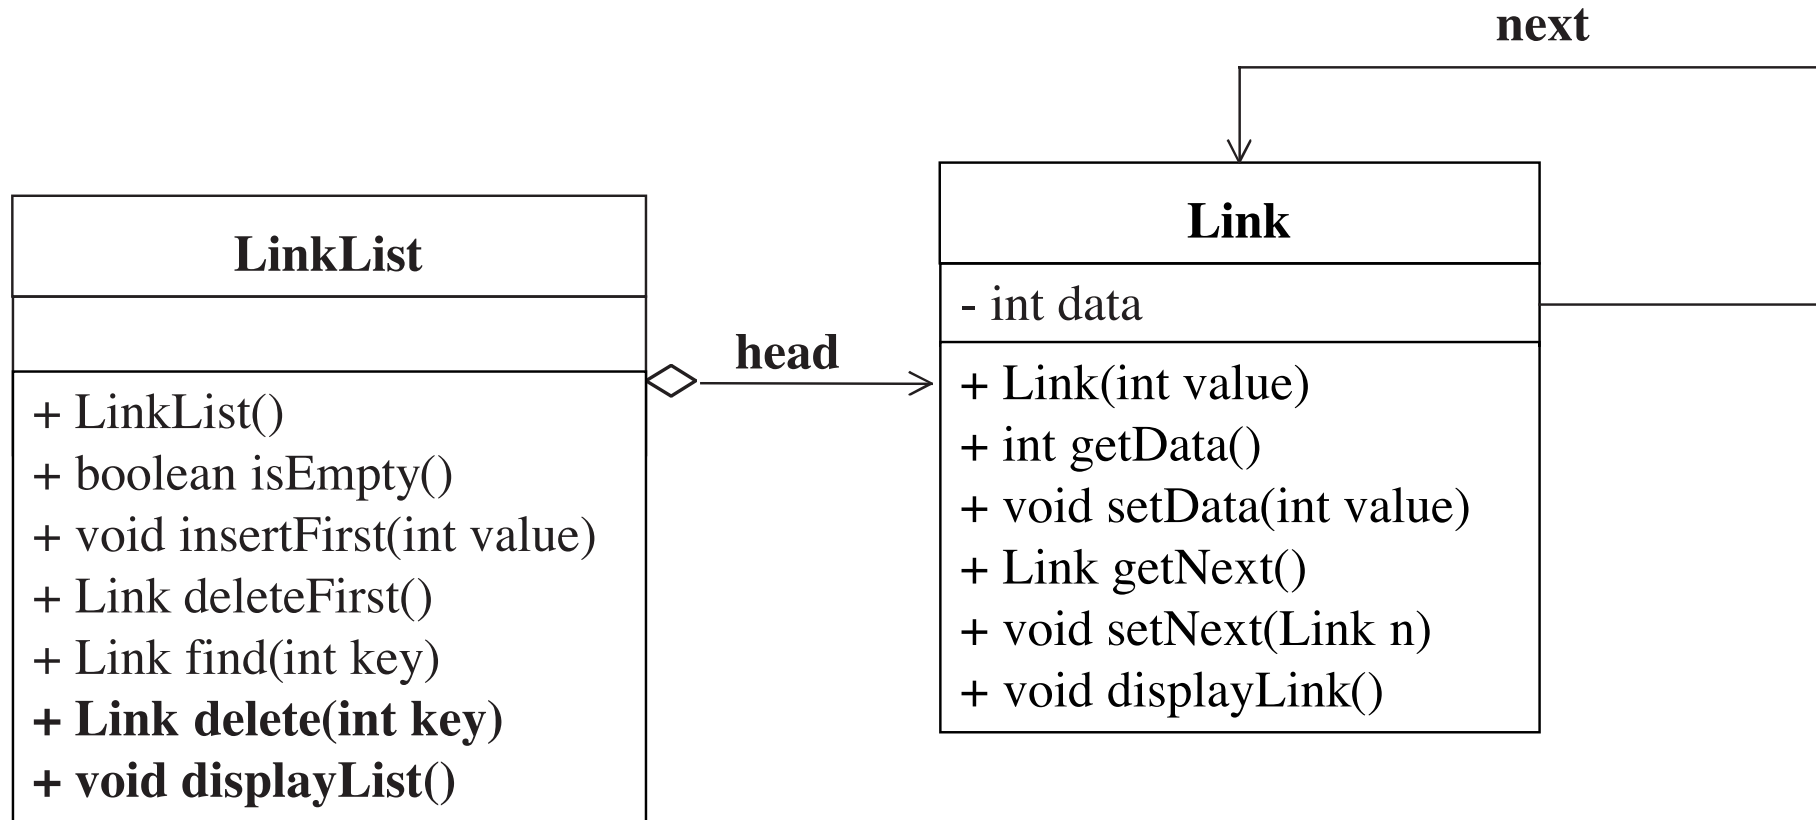 next
LinkList
+ LinkList()
+ boolean isEmpty()
+ void insertFirst(int value)
+ Link deleteFirst()
+ Link find(int key)
+ Link delete(int key)
+ void displayList()
head
Link
- int data
+ Link(int value)
+ int getData()
+ void setData(int value)
+ Link getNext()
+ void setNext(Link n)
+ void displayLink()